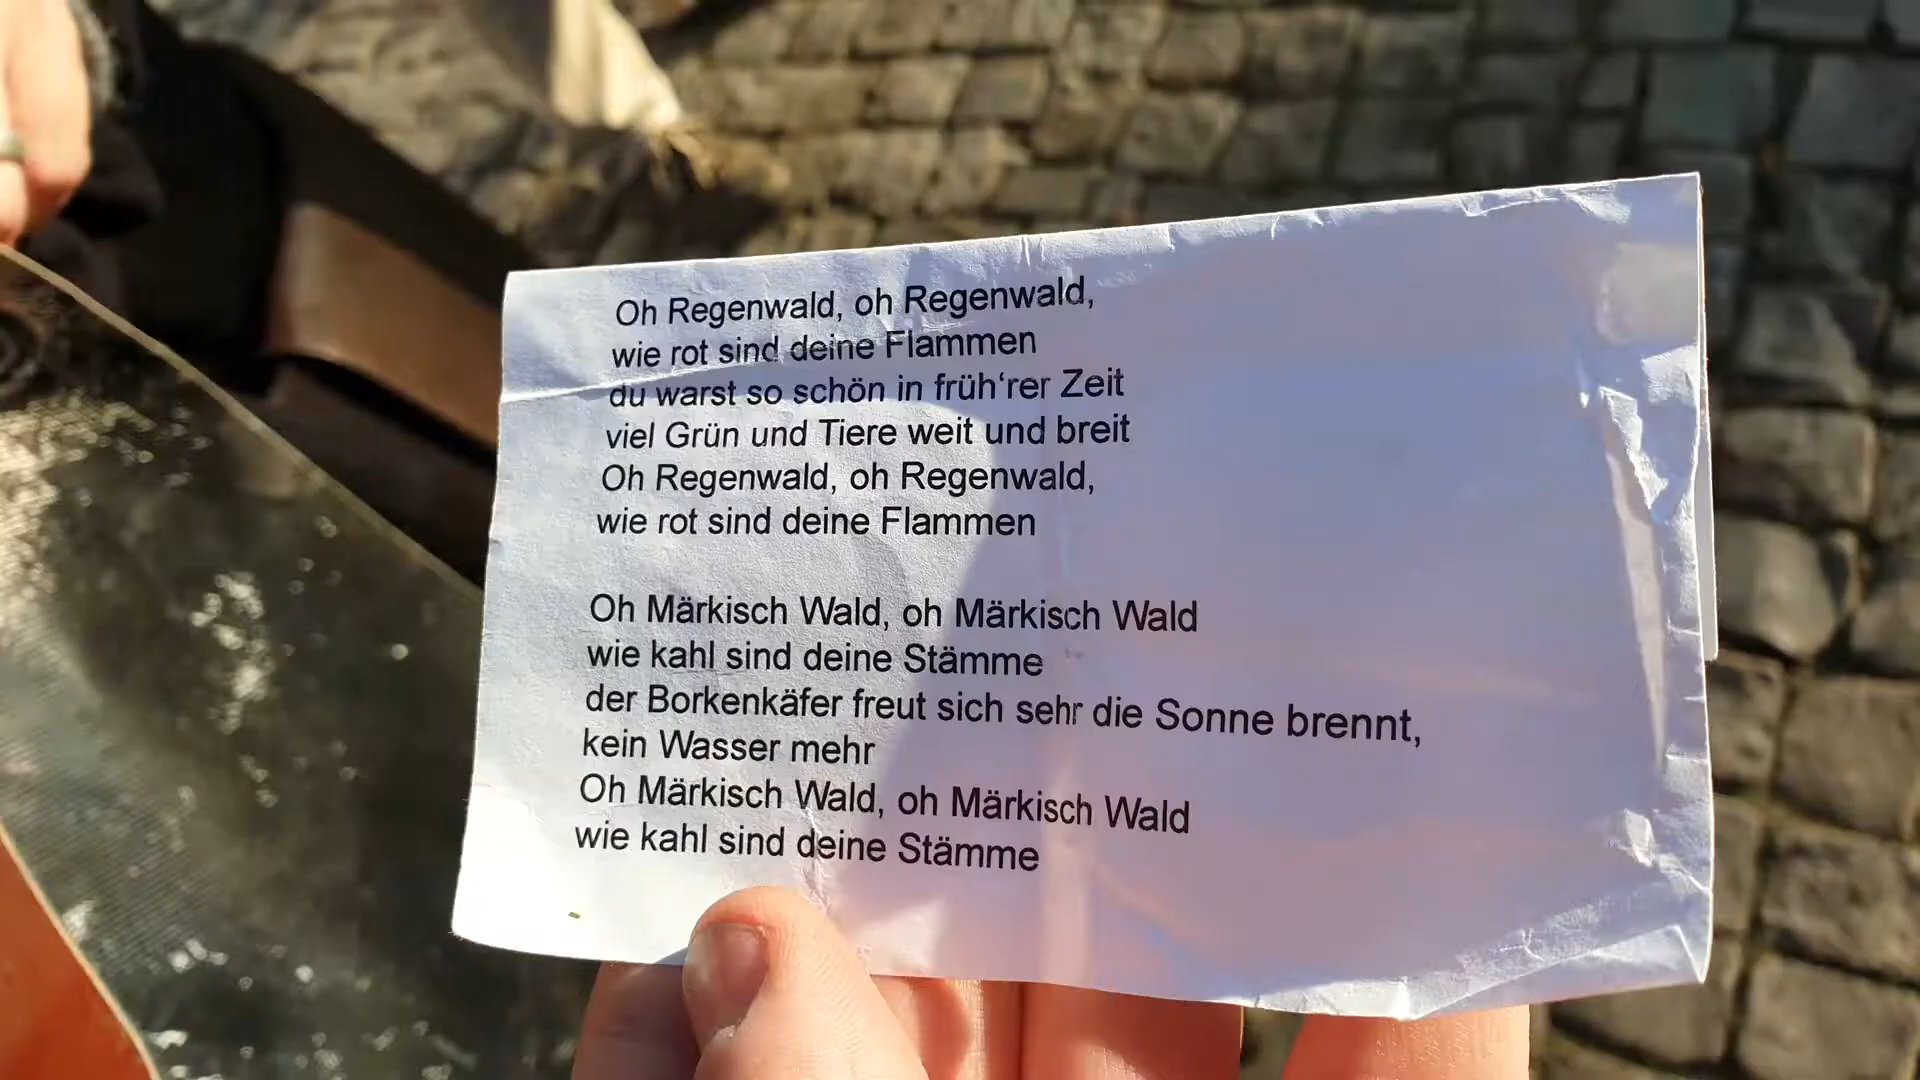 Oh Regenwald, oh Regenwald,
wie rot sind deine Flammen
du warst so schön in früh‘rer Zeit
viel Grün und Tiere weit und breit
Oh Regenwald, oh Regenwald,
wie rot sind deine Flammen
Oh Märkisch Wald, oh Märkisch Wald
wie kahl sind deine Stämme
der Borkenkäfer freut sich sehr die Sonne brennt,
kein Wasser mehr
Oh Märkisch Wald, oh Märkisch Wald
wie kahl sind deine Stämme